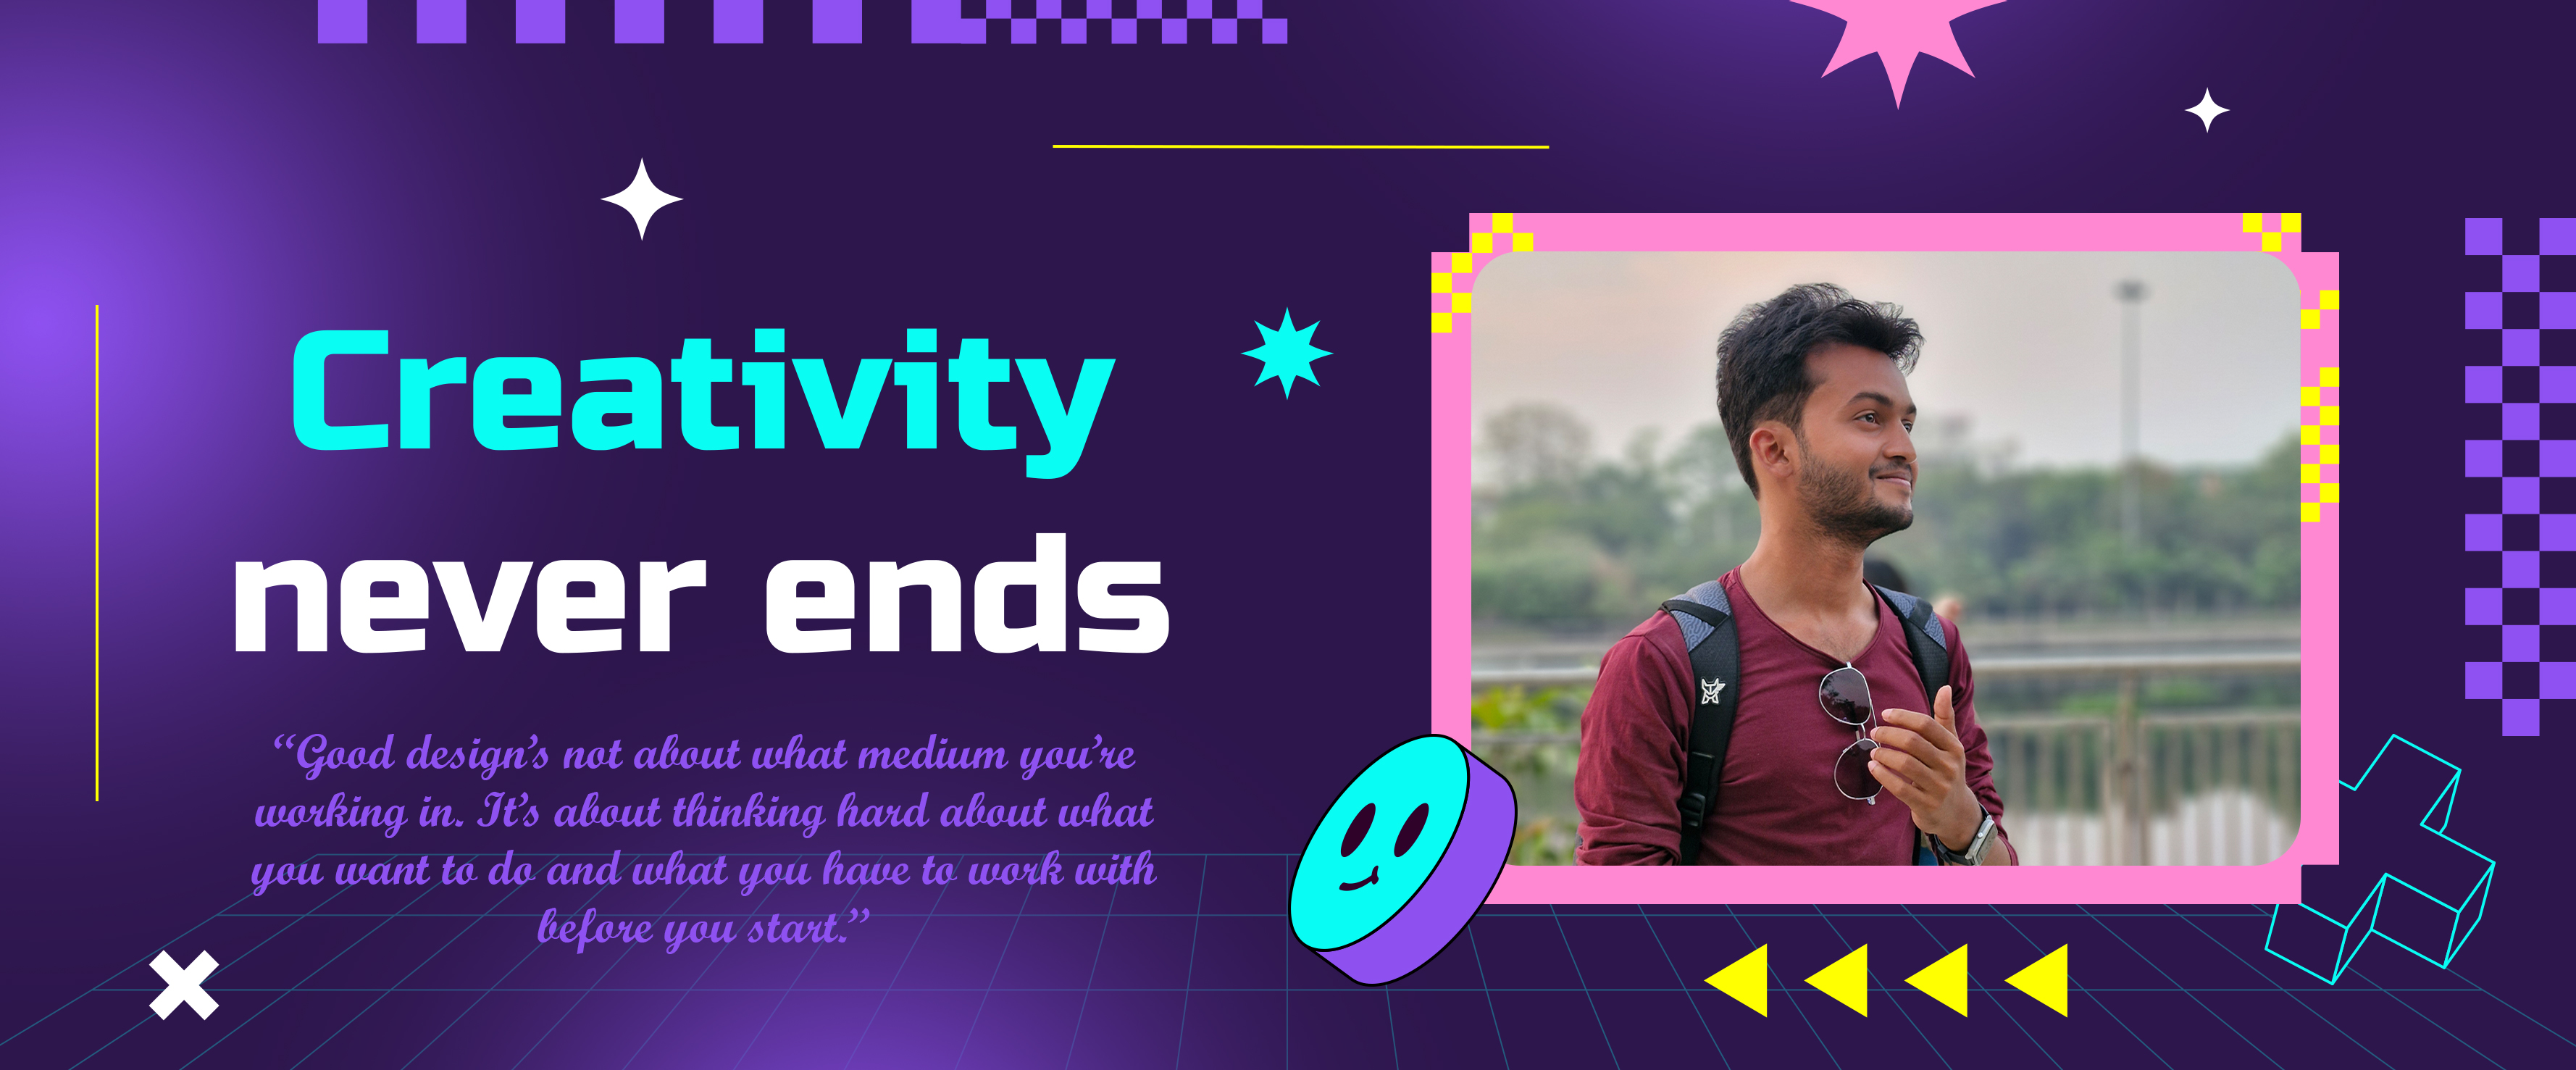 Creativity
never ends
“Good design’s not about what medium you’re
working in. It’s about thinking hard about what
you want to do and what you have to work with
before you start.”